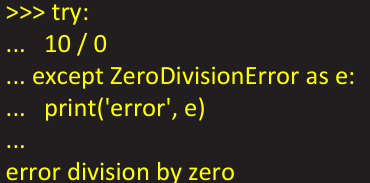 >>> try:
...   10 / 0
... except ZeroDivisionError as e:
...   print('error', e)
...
error division by zero